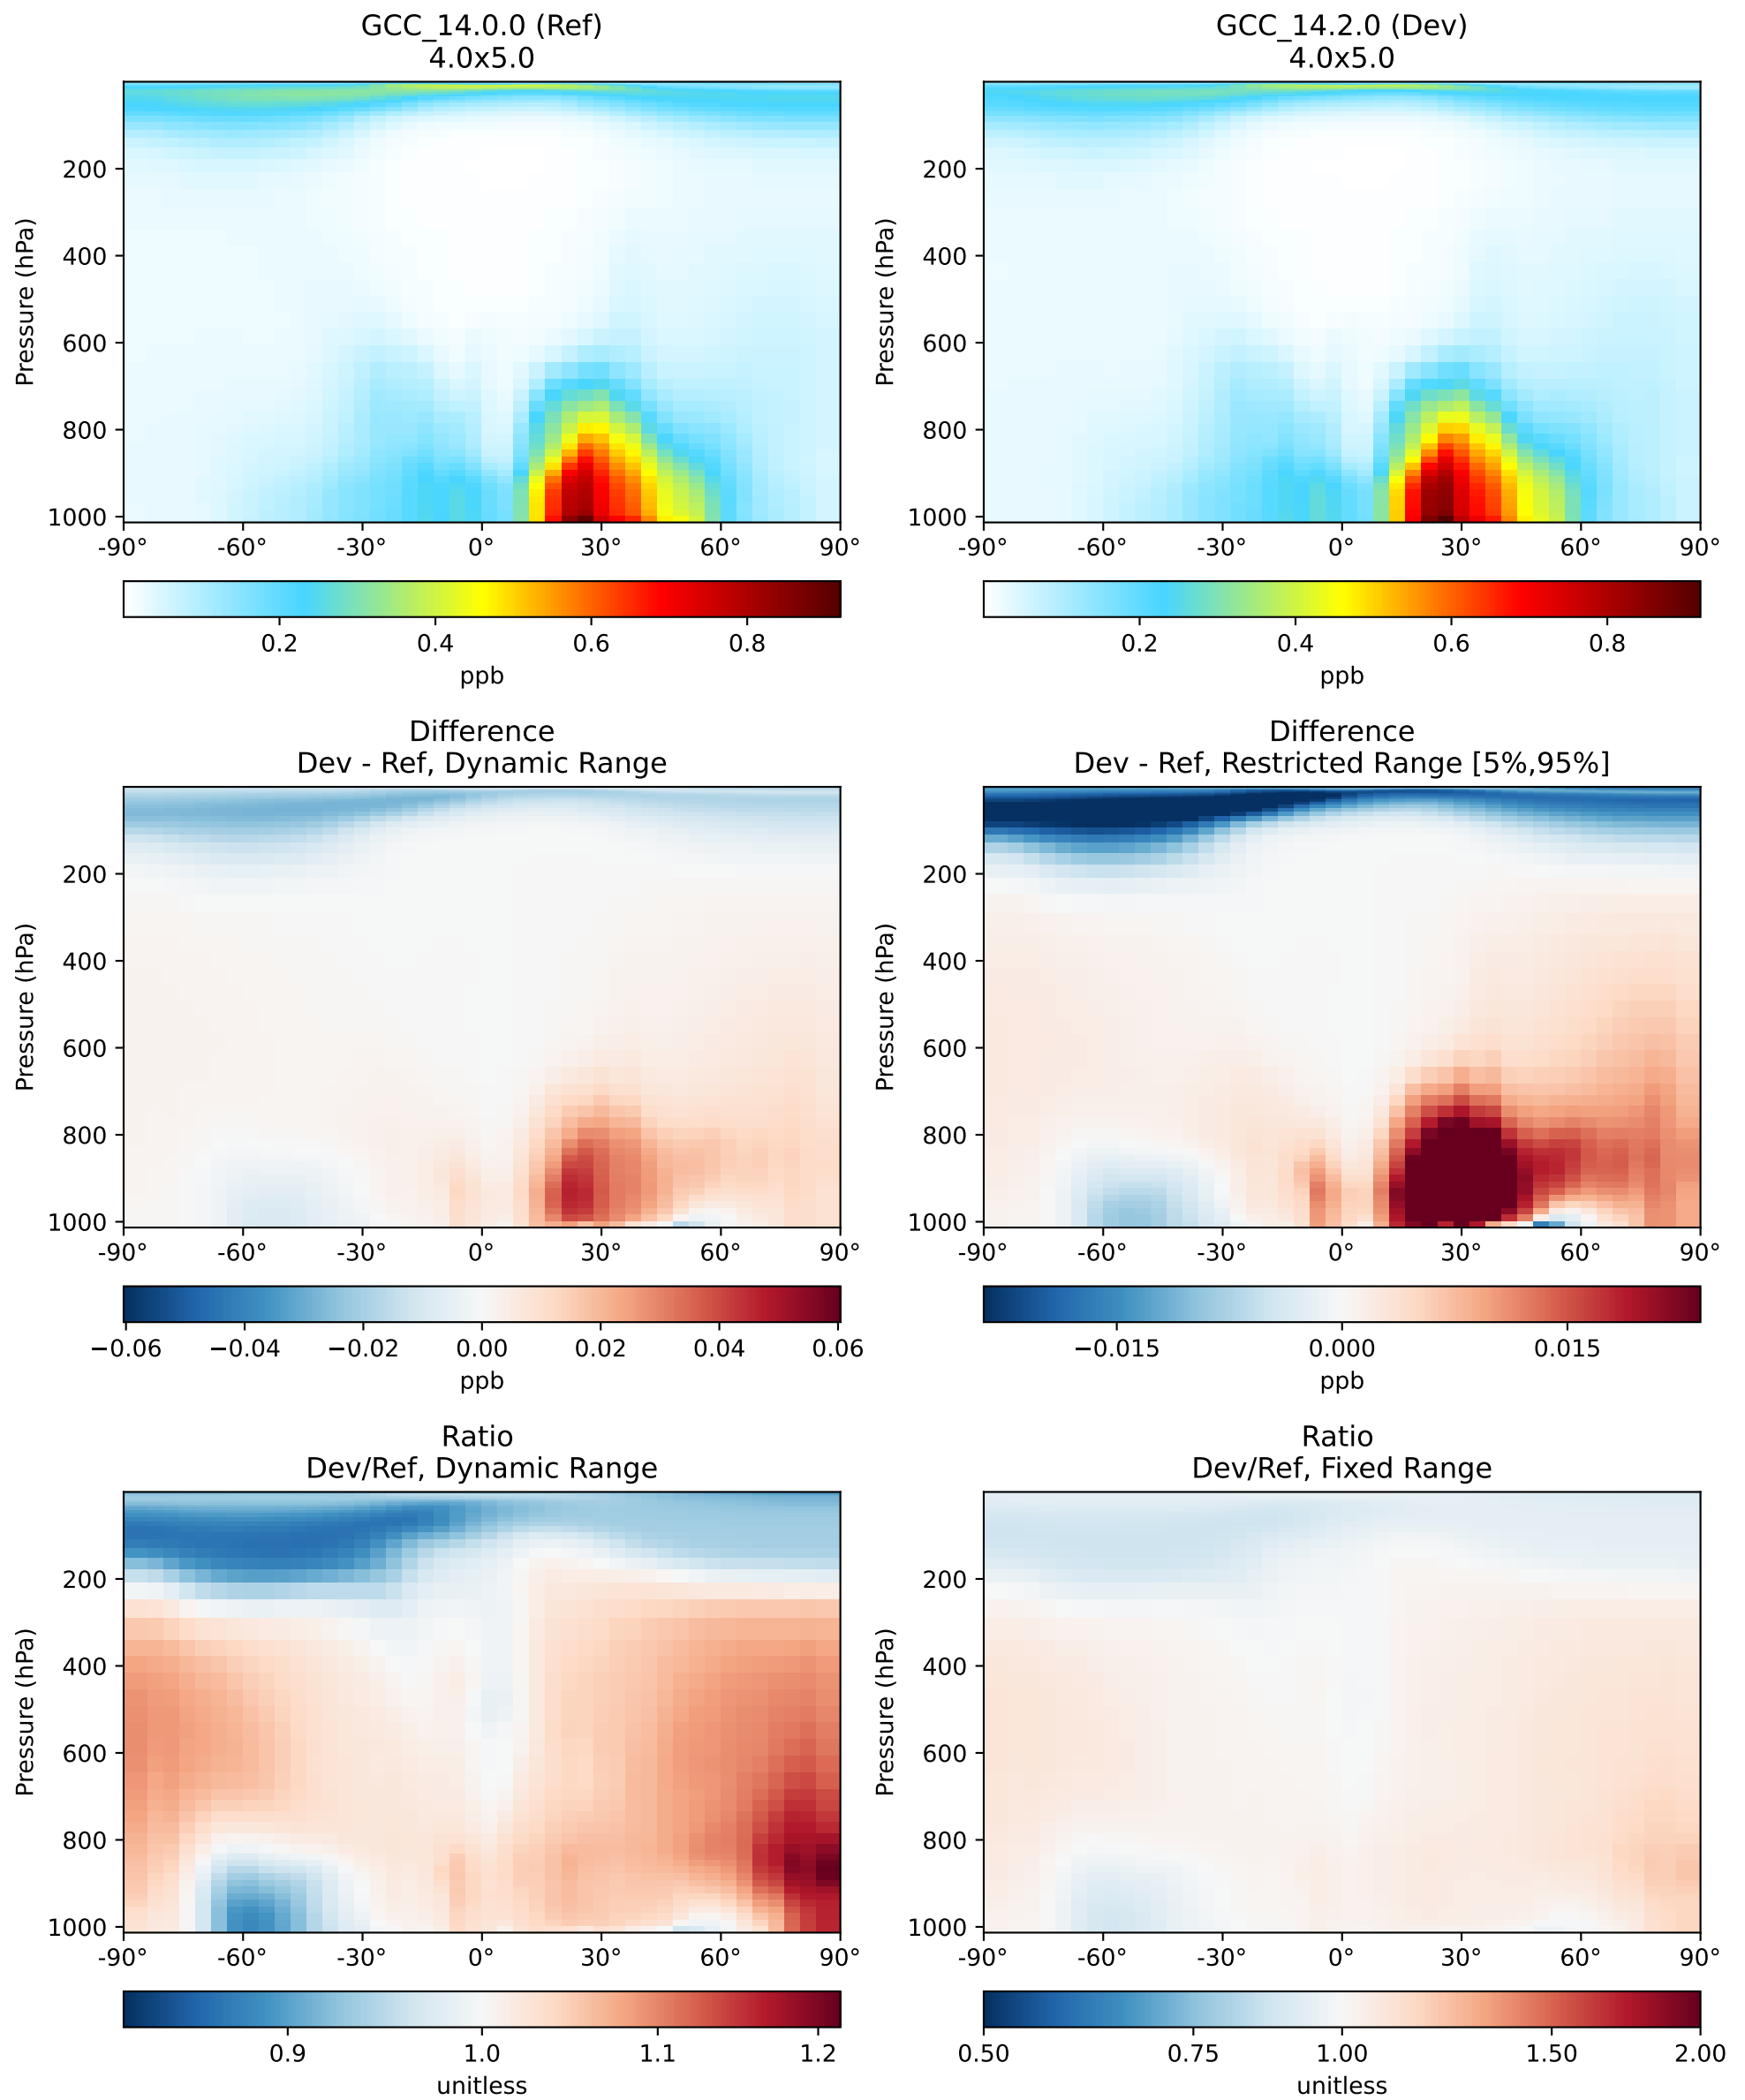 GCC_14.0.0 (Ref)
4.0x5.0
Pressure (hPa)
200
400
600
800
1000
-90° -60° -30° 0° 30° 60° 90°
0.2 0.4 0.6 0.8
ppb
GCC_14.2.0 (Dev)
4.0x5.0
Pressure (hPa)
200
400
600
800
1000
-90° -60° -30° 0° 30° 60° 90°
0.2 0.4 0.6 0.8
ppb
Difference
Dev - Ref, Dynamic Range
Pressure (hPa)
200
400
600
800
1000
-90° -60° -30° 0° 30° 60° 90°
−0.06 −0.04 −0.02 0.00 0.02 0.04 0.06
ppb
Difference
Dev - Ref, Restricted Range [5%,95%]
Pressure (hPa)
200
400
600
800
1000
-90° -60° -30° 0° 30° 60° 90°
−0.015 0.000 0.015
ppb
Ratio
Dev/Ref, Dynamic Range
Pressure (hPa)
200
400
600
800
1000
-90° -60° -30° 0° 30° 60° 90°
0.9 1.0 1.1 1.2
unitless
Ratio
Dev/Ref, Fixed Range
Pressure (hPa)
200
400
600
800
1000
-90° -60° -30° 0° 30° 60° 90°
0.50 0.75 1.00 1.50 2.00
unitless